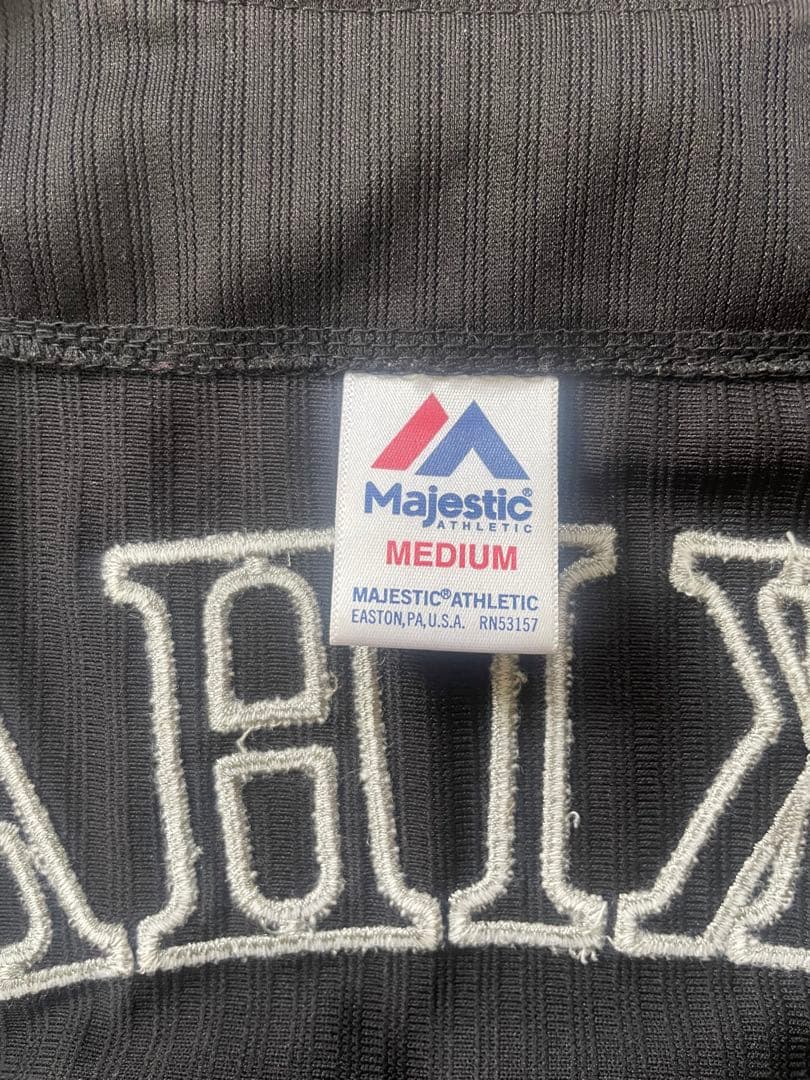 Majestic®
ATHLETIC
MEDIUM
MAJESTIC® ATHLETIC
EASTON, PA, U.S.A. RN53157